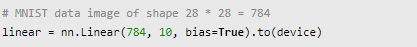 # MNIST data image of shape 28 * 28 = 784
linear = nn.Linear(784, 10, bias=True).to(device)